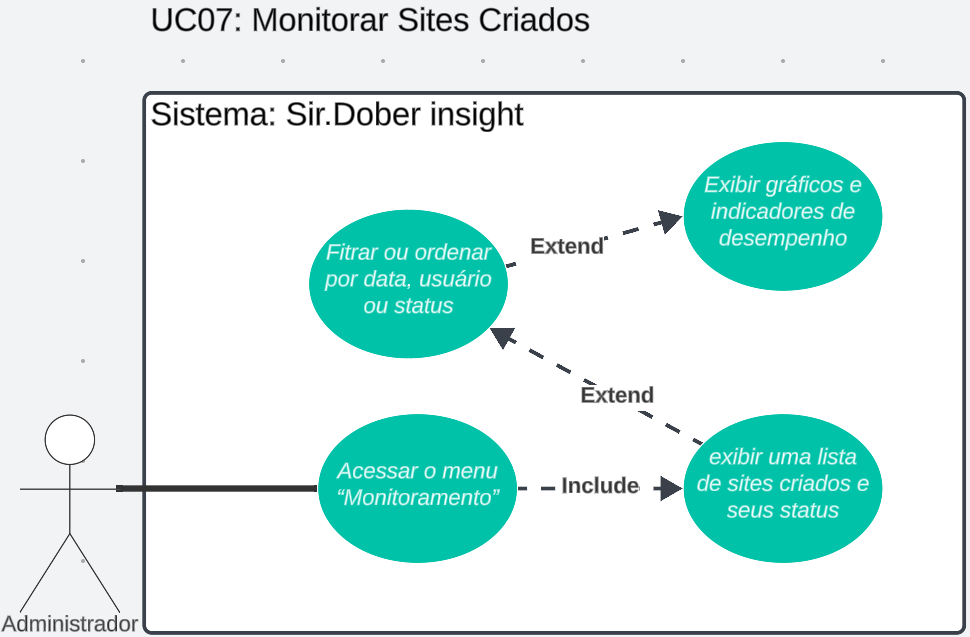 UC07: Monitorar Sites Criados
Sistema: Sir.Dober insight
Exibir gráficos e
indicadores de
desempenho
Extend
Fitrar ou ordenar
por data, usuário
ou status
Extend
Acessar o menu
“Monitoramento”
Include
exibir uma lista
de sites criados e
seus status
Administrador